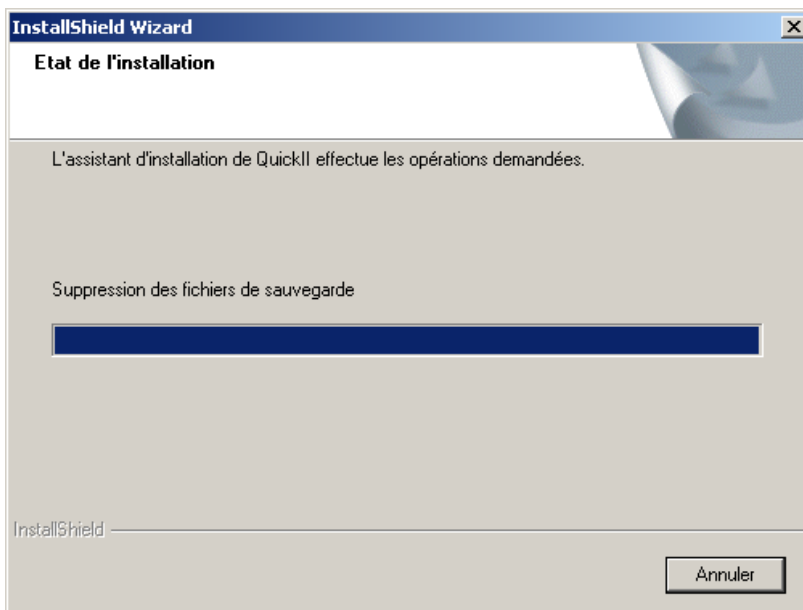 InstallShield Wizard
Etat de l'installation
L'assistant d'installation de QuickII effectue les opérations demandées.
Suppression des fichiers de sauvegarde
InstallShield
Annuler